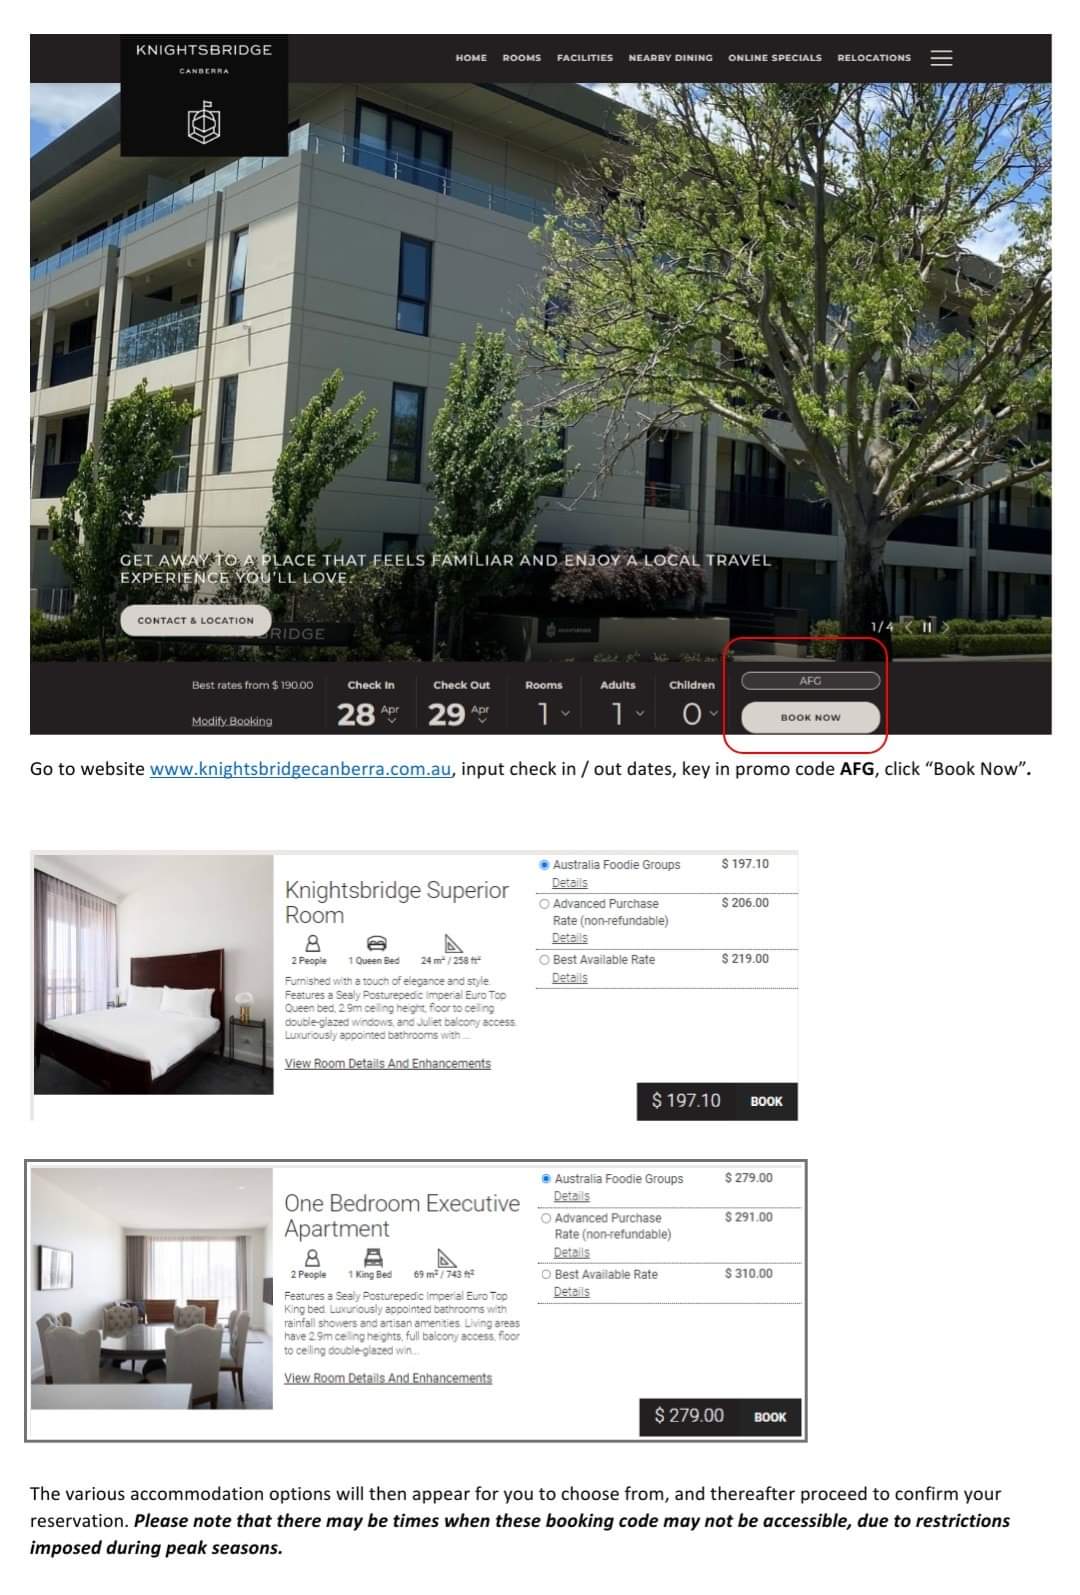 KNIGHTSBRIDGE
CANBERRA
HOME ROOMS FACILITIES NEARBY DINING ONLINE SPECIALS RELOCATIONS
GET AWAY TO A PLACE THAT FEELS FAMILIAR AND ENJOY A LOCAL TRAVEL
EXPERIENCE YOU'LL LOVE.
CONTACT & LOCATION
BRIDGE
KNIGHTSBRIDGE
1/4
Best rates from $ 190.00
Modify Booking
Check In
28 Apr
Check Out
29 Apr
Rooms
1
Adults
1
Children
0
AFG
BOOK NOW
Go to website www.knightsbridgecanberra.com.au, input check in / out dates, key in promo code AFG, click “Book Now”.
Knightsbridge Superior
Room
2 People 1 Queen Bed 24 m² / 258 ft²
Furnished with a touch of elegance and style.
Features a Sealy Posturepedic Imperial Euro Top
Queen bed, 2.9m ceiling height, floor to ceiling
double-glazed windows, and Juliet balcony access.
Luxuriously appointed bathrooms with ...
View Room Details And Enhancements
Australia Foodie Groups $ 197.10
Details
Advanced Purchase $ 206.00
Rate (non-refundable)
Details
Best Available Rate $ 219.00
Details
$ 197.10 BOOK
One Bedroom Executive
Apartment
2 People 1 King Bed 69 m² / 743 ft²
Features a Sealy Posturepedic Imperial Euro Top
King bed. Luxuriously appointed bathrooms with
rainfall showers and artisan amenities. Living areas
have 2.9m ceiling heights, full balcony access, floor
to ceiling double-glazed win...
View Room Details And Enhancements
Australia Foodie Groups $ 279.00
Details
Advanced Purchase $ 291.00
Rate (non-refundable)
Details
Best Available Rate $ 310.00
Details
$ 279.00 BOOK
The various accommodation options will then appear for you to choose from, and thereafter proceed to confirm your
reservation. Please note that there may be times when these booking code may not be accessible, due to restrictions
imposed during peak seasons.